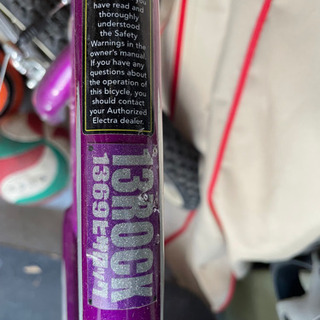 you
have read and
thoroughly
understood
the Safety
Warnings in the
owner's manual.
If you have any
questions about
the operation of
this bicycle, you
should contact
your Authorized
Electra dealer.
13ROCK
1369